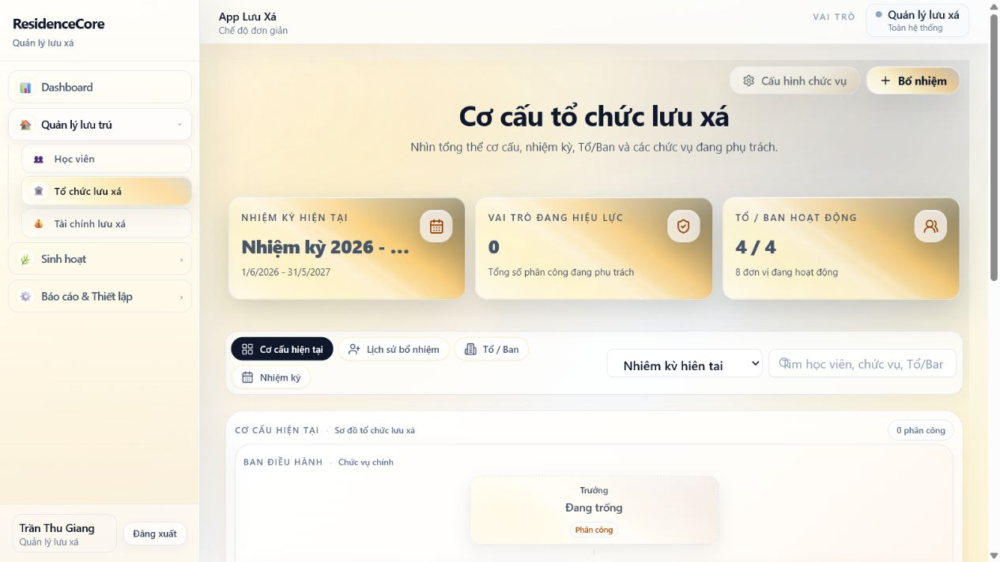 ResidenceCore
Quản lý lưu xá
Dashboard
Quản lý lưu trú
Học viên
Tổ chức lưu xá
Tài chính lưu xá
Sinh hoạt
Báo cáo & Thiết lập
Trần Thu Giang
Quản lý lưu xá
Đăng xuất
App Lưu Xá
Chế độ đơn giản
VAI TRÒ
Quản lý lưu xá
Toàn hệ thống
Cấu hình chức vụ
Bổ nhiệm
Cơ cấu tổ chức lưu xá
Nhìn tổng thể cơ cấu, nhiệm kỳ, Tổ/Ban và các chức vụ đang phụ trách.
NHIỆM KỲ HIỆN TẠI
Nhiệm kỳ 2026 - ...
1/6/2026 - 31/5/2027
VAI TRÒ ĐANG HIỆU LỰC
0
Tổng số phân công đang phụ trách
TỔ / BAN HOẠT ĐỘNG
4 / 4
8 đơn vị đang hoạt động
Cơ cấu hiện tại
Lịch sử bổ nhiệm
Tổ / Ban
Nhiệm kỳ
Nhiệm kỳ hiện tại
Tìm học viên, chức vụ, Tổ/Ban
CƠ CẤU HIỆN TẠI · Sơ đồ tổ chức lưu xá
0 phân công
BAN ĐIỀU HÀNH · Chức vụ chính
Trưởng
Đang trống
Phân công